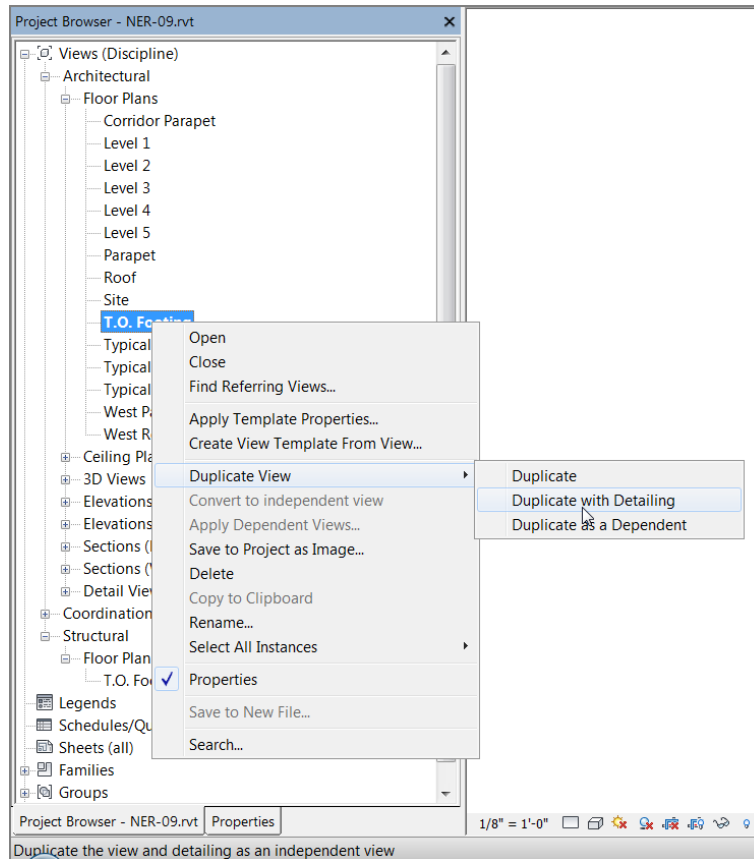 Project Browser - NER-09.rvt
Views (Discipline)
Architectural
Floor Plans
Corridor Parapet
Level 1
Level 2
Level 3
Level 4
Level 5
Parapet
Roof
Site
T.O. Footing
Typical
Typical
Typical
West
West
Ceiling
3D Views
Elevations
Elevations
Sections
Sections
Detail
Coordination
Structural
Floor Plan
T.O.
Legends
Schedules/Qu
Sheets (all)
Families
Groups
Open
Close
Find Referring Views...
Apply Template Properties...
Create View Template From View...
Duplicate View
Convert to independent view
Apply Dependent Views...
Save to Project as Image...
Delete
Copy to Clipboard
Rename...
Select All Instances
Properties
Save to New File...
Search...
Duplicate
Duplicate with Detailing
Duplicate as a Dependent
Project Browser - NER-09.rvt
Properties
1/8" = 1'-0"
Duplicate the view and detailing as an independent view